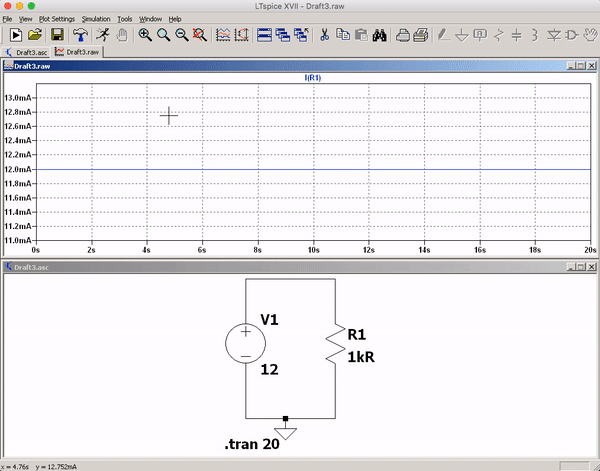 LTspice XVII - Draft3.raw
File View Plot Settings Simulation Tools Window Help
Draft3.asc Draft3.raw
Draft3.raw
I(R1)
13.0mA
12.8mA
12.6mA
12.4mA
12.2mA
12.0mA
11.8mA
11.6mA
11.4mA
11.2mA
11.0mA
0s 2s 4s 6s 8s 10s 12s 14s 16s 18s 20s
Draft3.asc
V1
R1
1kR
12
.tran 20
x = 4.76s y = 12.752mA